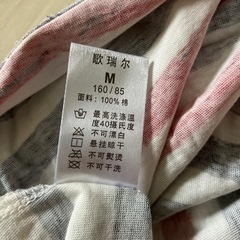 歌瑞尔
M
160/85
面料：100%棉
最高洗涤温
度40摄氏度
不可漂白
悬挂晾干
不可熨烫
不可干洗